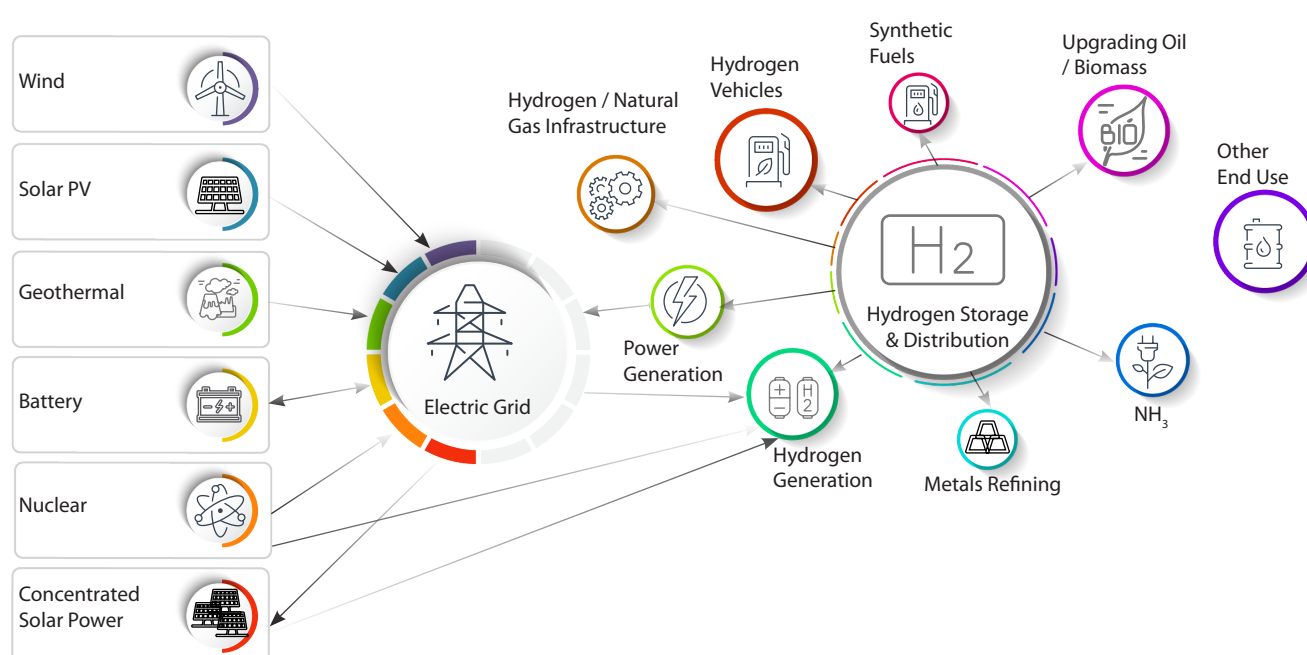 Wind
Solar PV
Geothermal
Battery
Nuclear
Concentrated
Solar Power
Electric Grid
Hydrogen / Natural
Gas Infrastructure
Hydrogen
Vehicles
Synthetic
Fuels
Upgrading Oil
/ Biomass
BIO
Other
End Use
H2
Hydrogen Storage
& Distribution
Power
Generation
H
2
Hydrogen
Generation
Metals Refining
NH₃